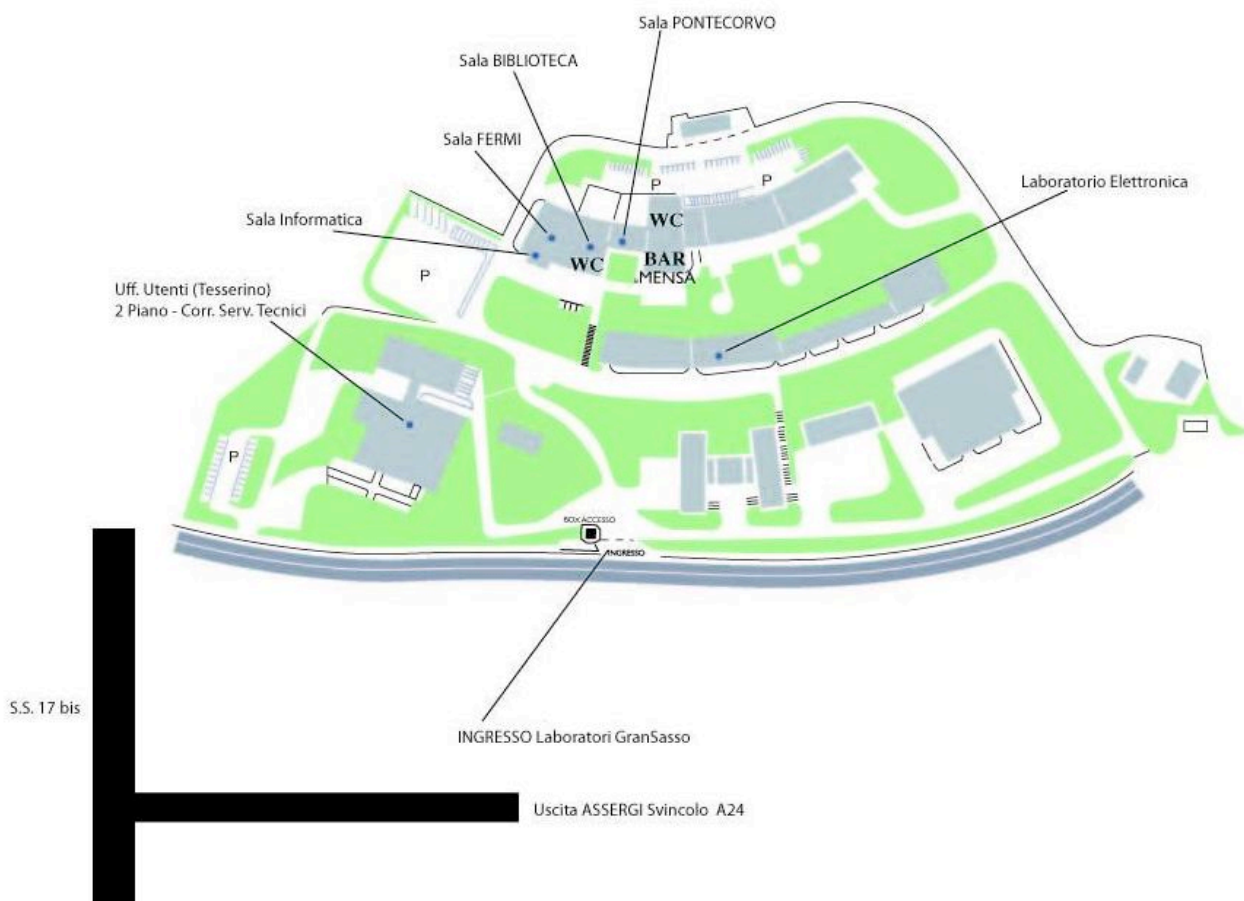 Sala PONTECORVO
Sala BIBLIOTECA
Sala FERMI
Laboratorio Elettronica
P
P
Sala Informatica
WC
WC
BAR
MENSA
P
Uff. Utenti (Tesserino)
2 Piano - Corr. Serv. Tecnici
P
BOX ACCESSO
INGRESSO
S.S. 17 bis
INGRESSO Laboratori GranSasso
Uscita ASSERGI Svincolo A24